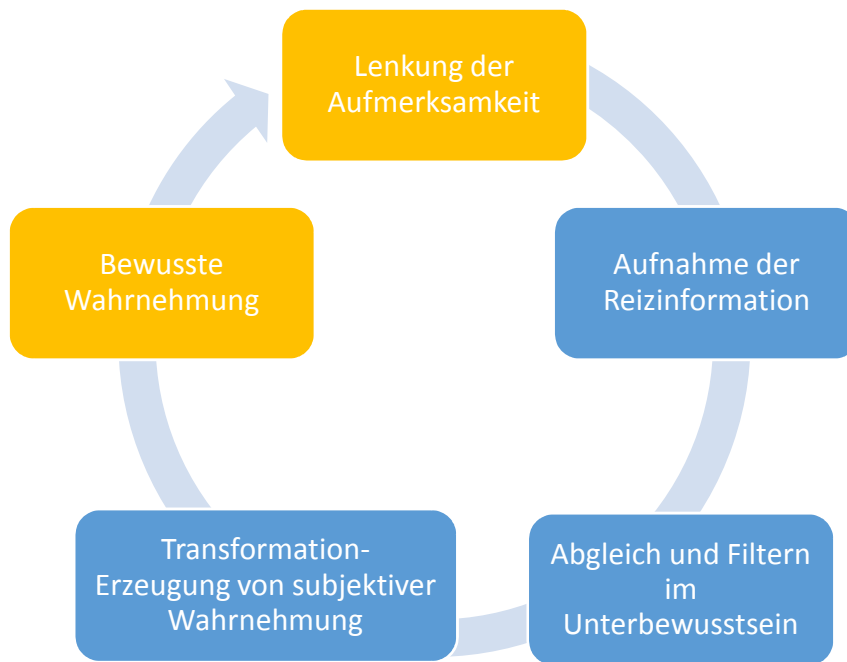 Lenkung der
Aufmerksamkeit
Aufnahme der
Reizinformation
Abgleich und Filtern
im
Unterbewusstsein
Transformation-
Erzeugung von subjektiver
Wahrnehmung
Bewusste
Wahrnehmung